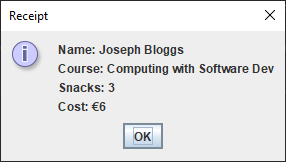 Receipt
Name: Joseph Bloggs
Course: Computing with Software Dev
Snacks: 3
Cost: €6
OK